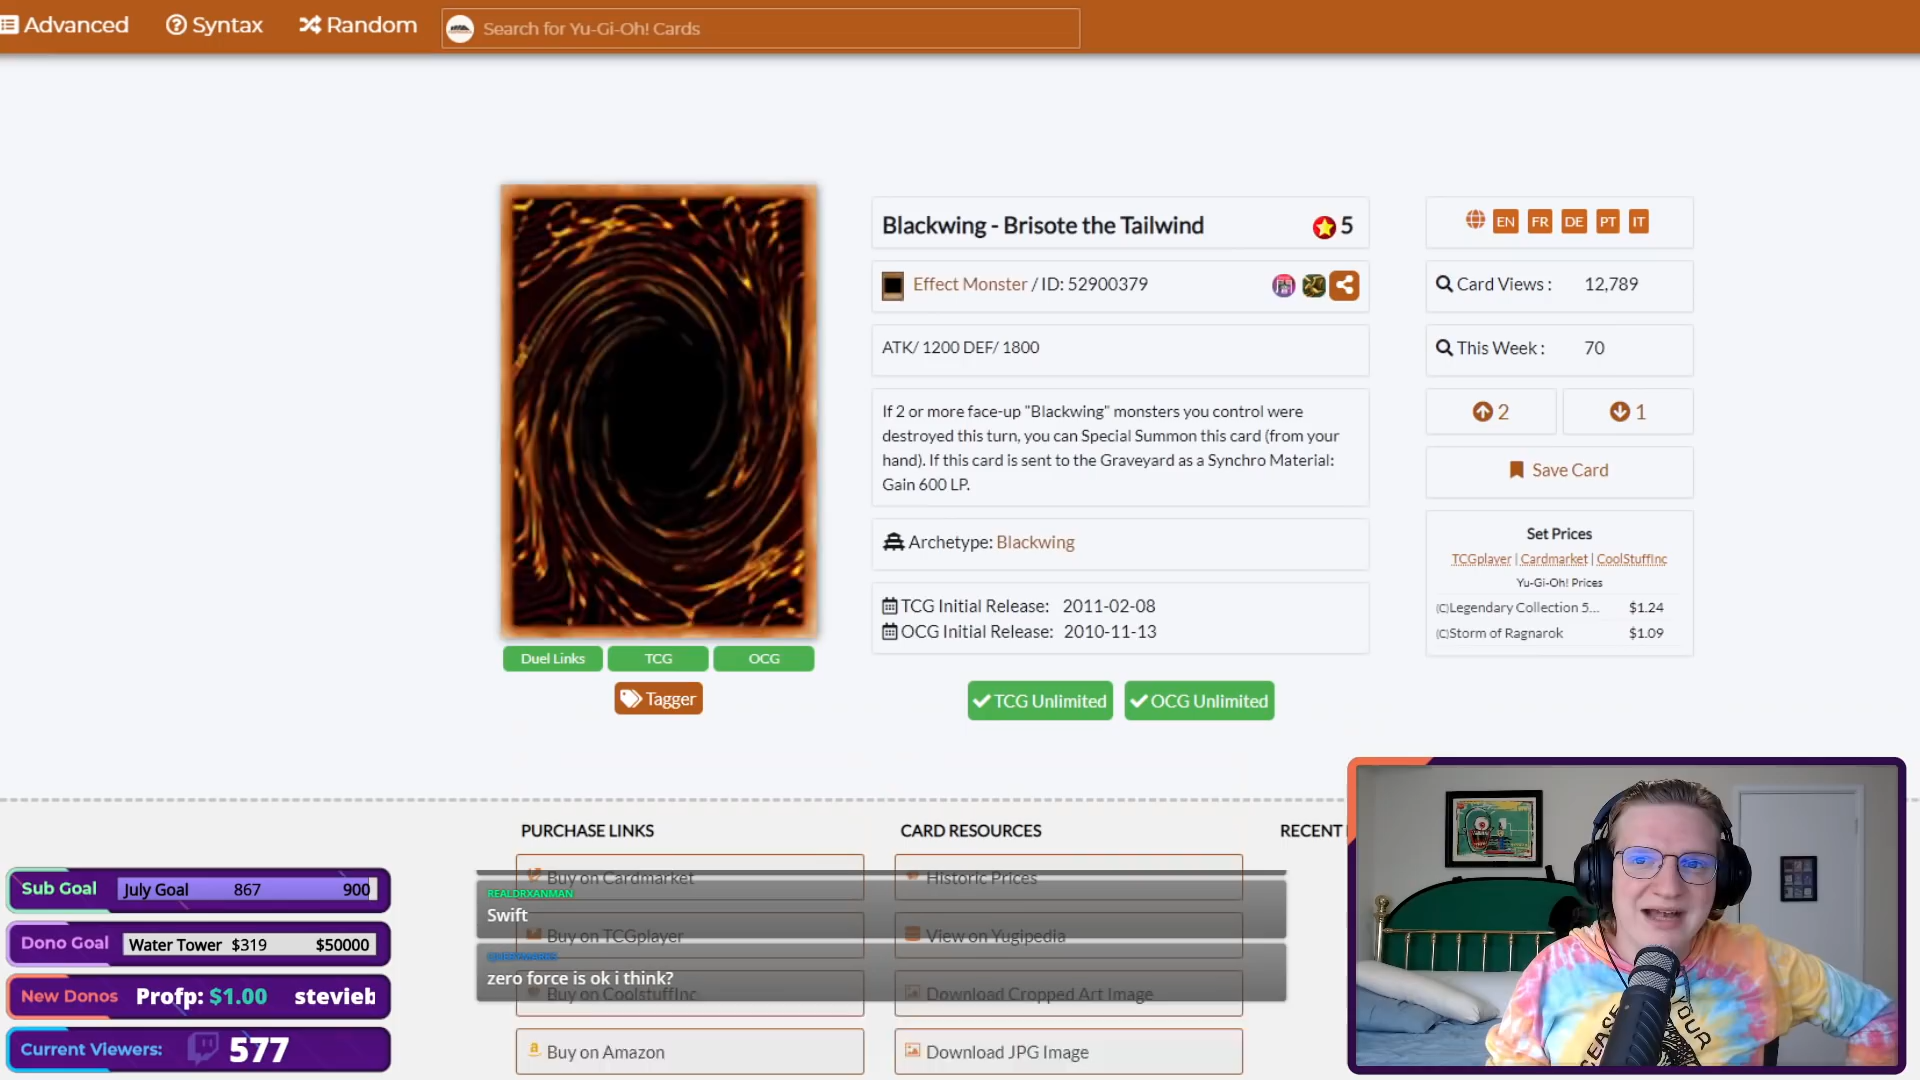 Advanced
Syntax
Random
Search for Yu-Gi-Oh! Cards
Blackwing - Brisote the Tailwind
5
Effect Monster / ID: 52900379
ATK/ 1200 DEF/ 1800
If 2 or more face-up "Blackwing" monsters you control were
destroyed this turn, you can Special Summon this card (from your
hand). If this card is sent to the Graveyard as a Synchro Material:
Gain 600 LP.
Archetype: Blackwing
TCG Initial Release: 2011-02-08
OCG Initial Release: 2010-11-13
TCG Unlimited
OCG Unlimited
Duel Links
TCG
OCG
Tagger
EN
FR
DE
PT
IT
Card Views : 12,789
This Week : 70
2
1
Save Card
Set Prices
TCGplayer | Cardmarket | CoolStuffInc
Yu-Gi-Oh! Prices
(C)Legendary Collection 5... $1.24
(C)Storm of Ragnarok $1.09
PURCHASE LINKS
Buy on Cardmarket
Buy on TCGplayer
Buy on CoolstuffInc
Buy on Amazon
CARD RESOURCES
Historic Prices
View on Yugipedia
Download Cropped Art Image
Download JPG Image
RECENT
REALDRXANMAN
Swift
zero force is ok i think?
Sub Goal July Goal 867 900
Dono Goal Water Tower $319 $50000
New Donos Profp: $1.00 stevieb
Current Viewers: 577